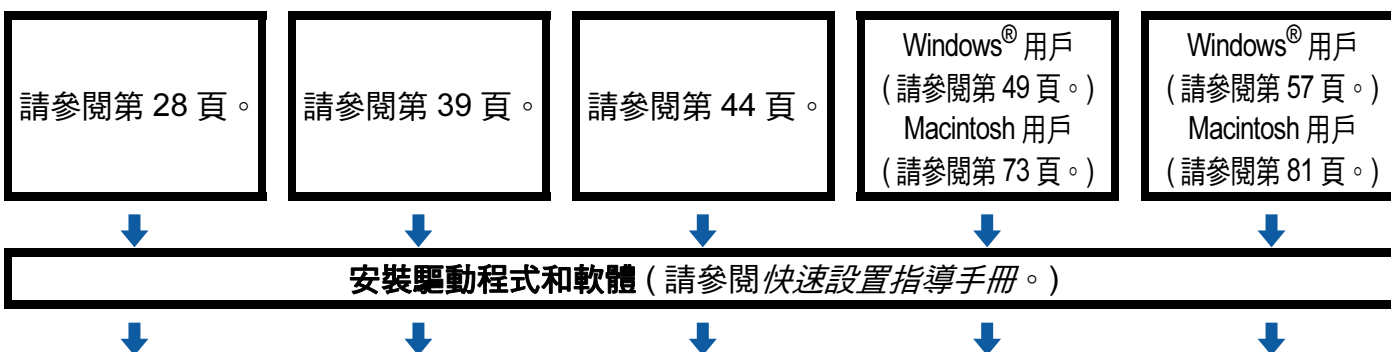 請參閱第 28 頁。
請參閱第 39 頁。
請參閱第 44 頁。
Windows® 用戶
(請參閱第 49 頁。)
Macintosh 用戶
(請參閱第 73 頁。)
Windows® 用戶
(請參閱第 57 頁。)
Macintosh 用戶
(請參閱第 81 頁。)
安裝驅動程式和軟體 (請參閱快速設置指導手冊。)